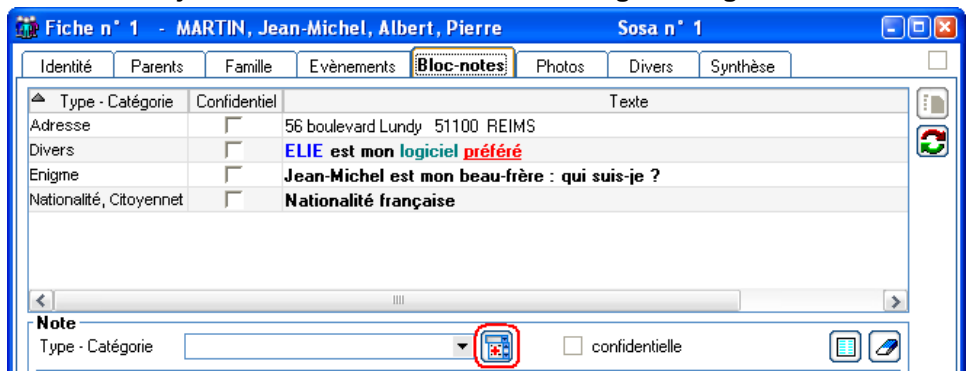 Fiche n° 1 - MARTIN, Jean-Michel, Albert, Pierre Sosa n° 1
Identité Parents Famille Evènements Bloc-notes Photos Divers Synthèse
Type - Catégorie Confidentiel Texte
Adresse 56 boulevard Lundy 51100 REIMS
Divers ELIE est mon logiciel préféré
Enigme Jean-Michel est mon beau-frère : qui suis-je ?
Nationalité, Citoyennet Nationalité française
Note
Type - Catégorie confidentielle